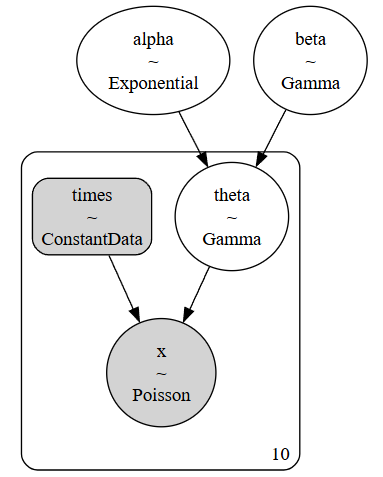 alpha
~
Exponential
beta
~
Gamma
times
~
ConstantData
theta
~
Gamma
x
~
Poisson
10